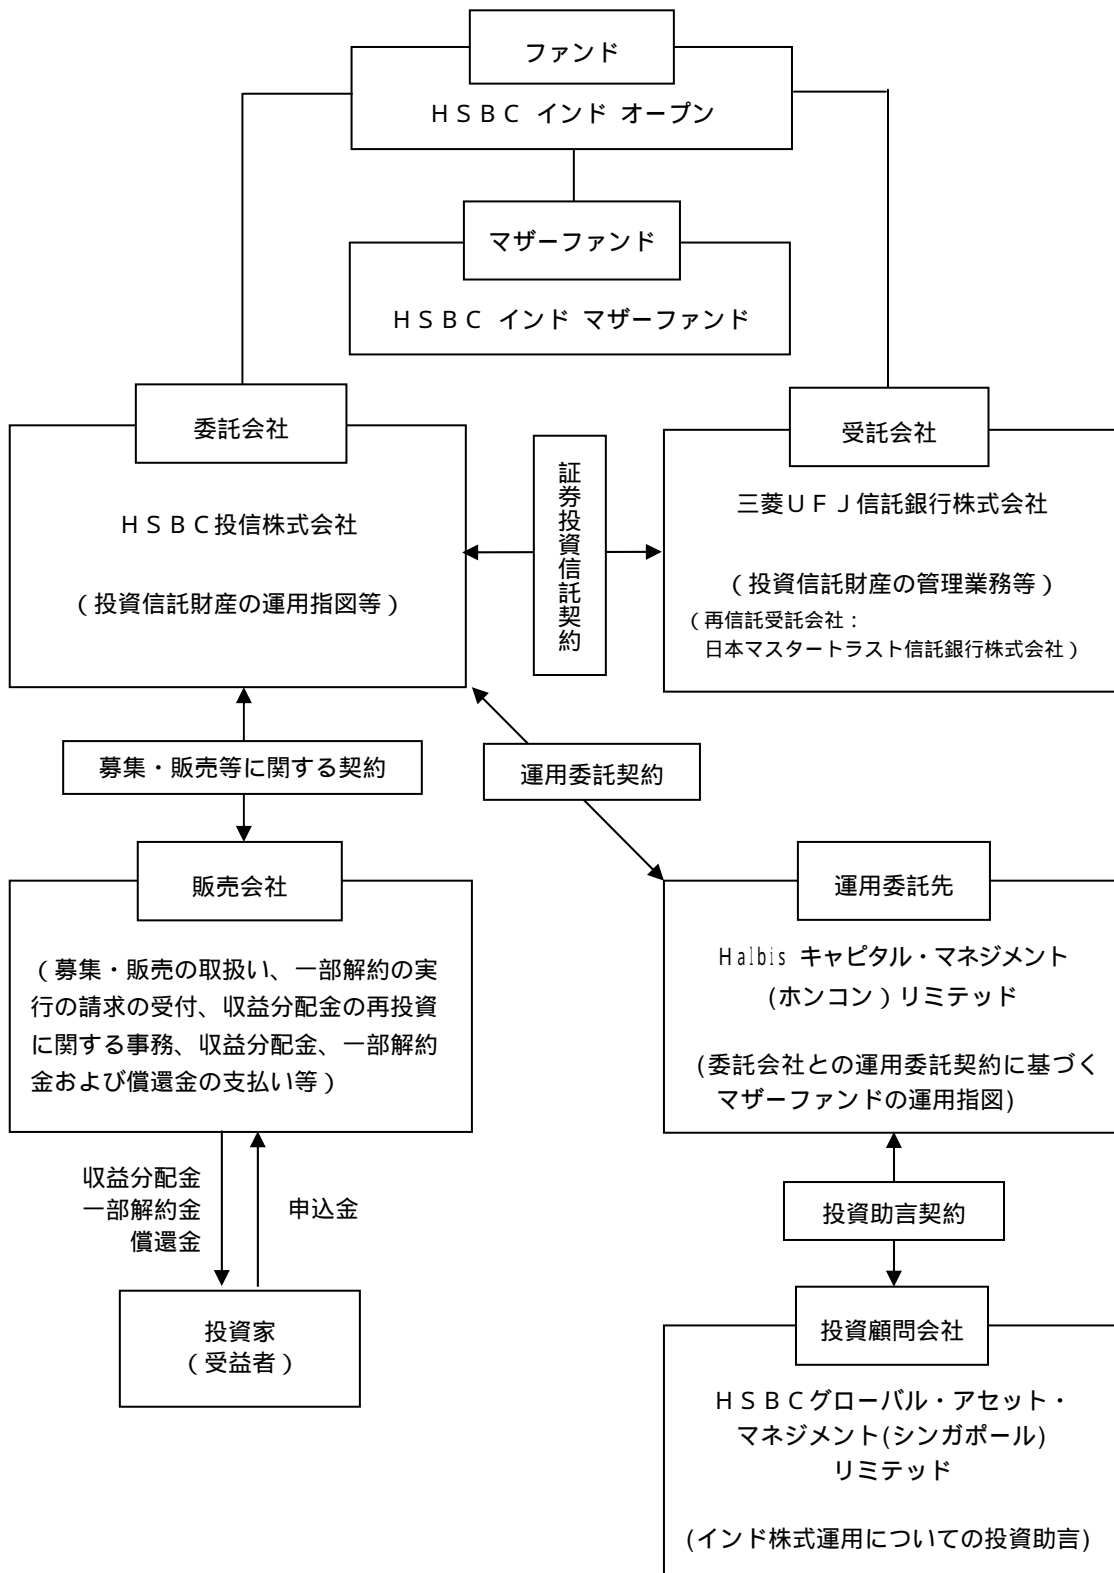 ファンド
ＨＳＢＣ インド オープン
マザーファンド
ＨＳＢＣ インド マザーファンド
委託会社
ＨＳＢＣ投信株式会社
（投資信託財産の運用指図等）
証券投資信託契約
受託会社
三菱ＵＦＪ信託銀行株式会社
（投資信託財産の管理業務等）
（再信託受託会社：
日本マスタートラスト信託銀行株式会社）
募集・販売等に関する契約
運用委託契約
販売会社
（募集・販売の取扱い、一部解約の実
行の請求の受付、収益分配金の再投資
に関する事務、収益分配金、一部解約
金および償還金の支払い等）
運用委託先
Halbis キャピタル・マネジメント
(ホンコン）リミテッド
(委託会社との運用委託契約に基づく
マザーファンドの運用指図)
収益分配金
一部解約金
償還金
申込金
投資助言契約
投資家
（受益者）
投資顧問会社
ＨＳＢＣグローバル・アセット・
マネジメント(シンガポール)
リミテッド
(インド株式運用についての投資助言)